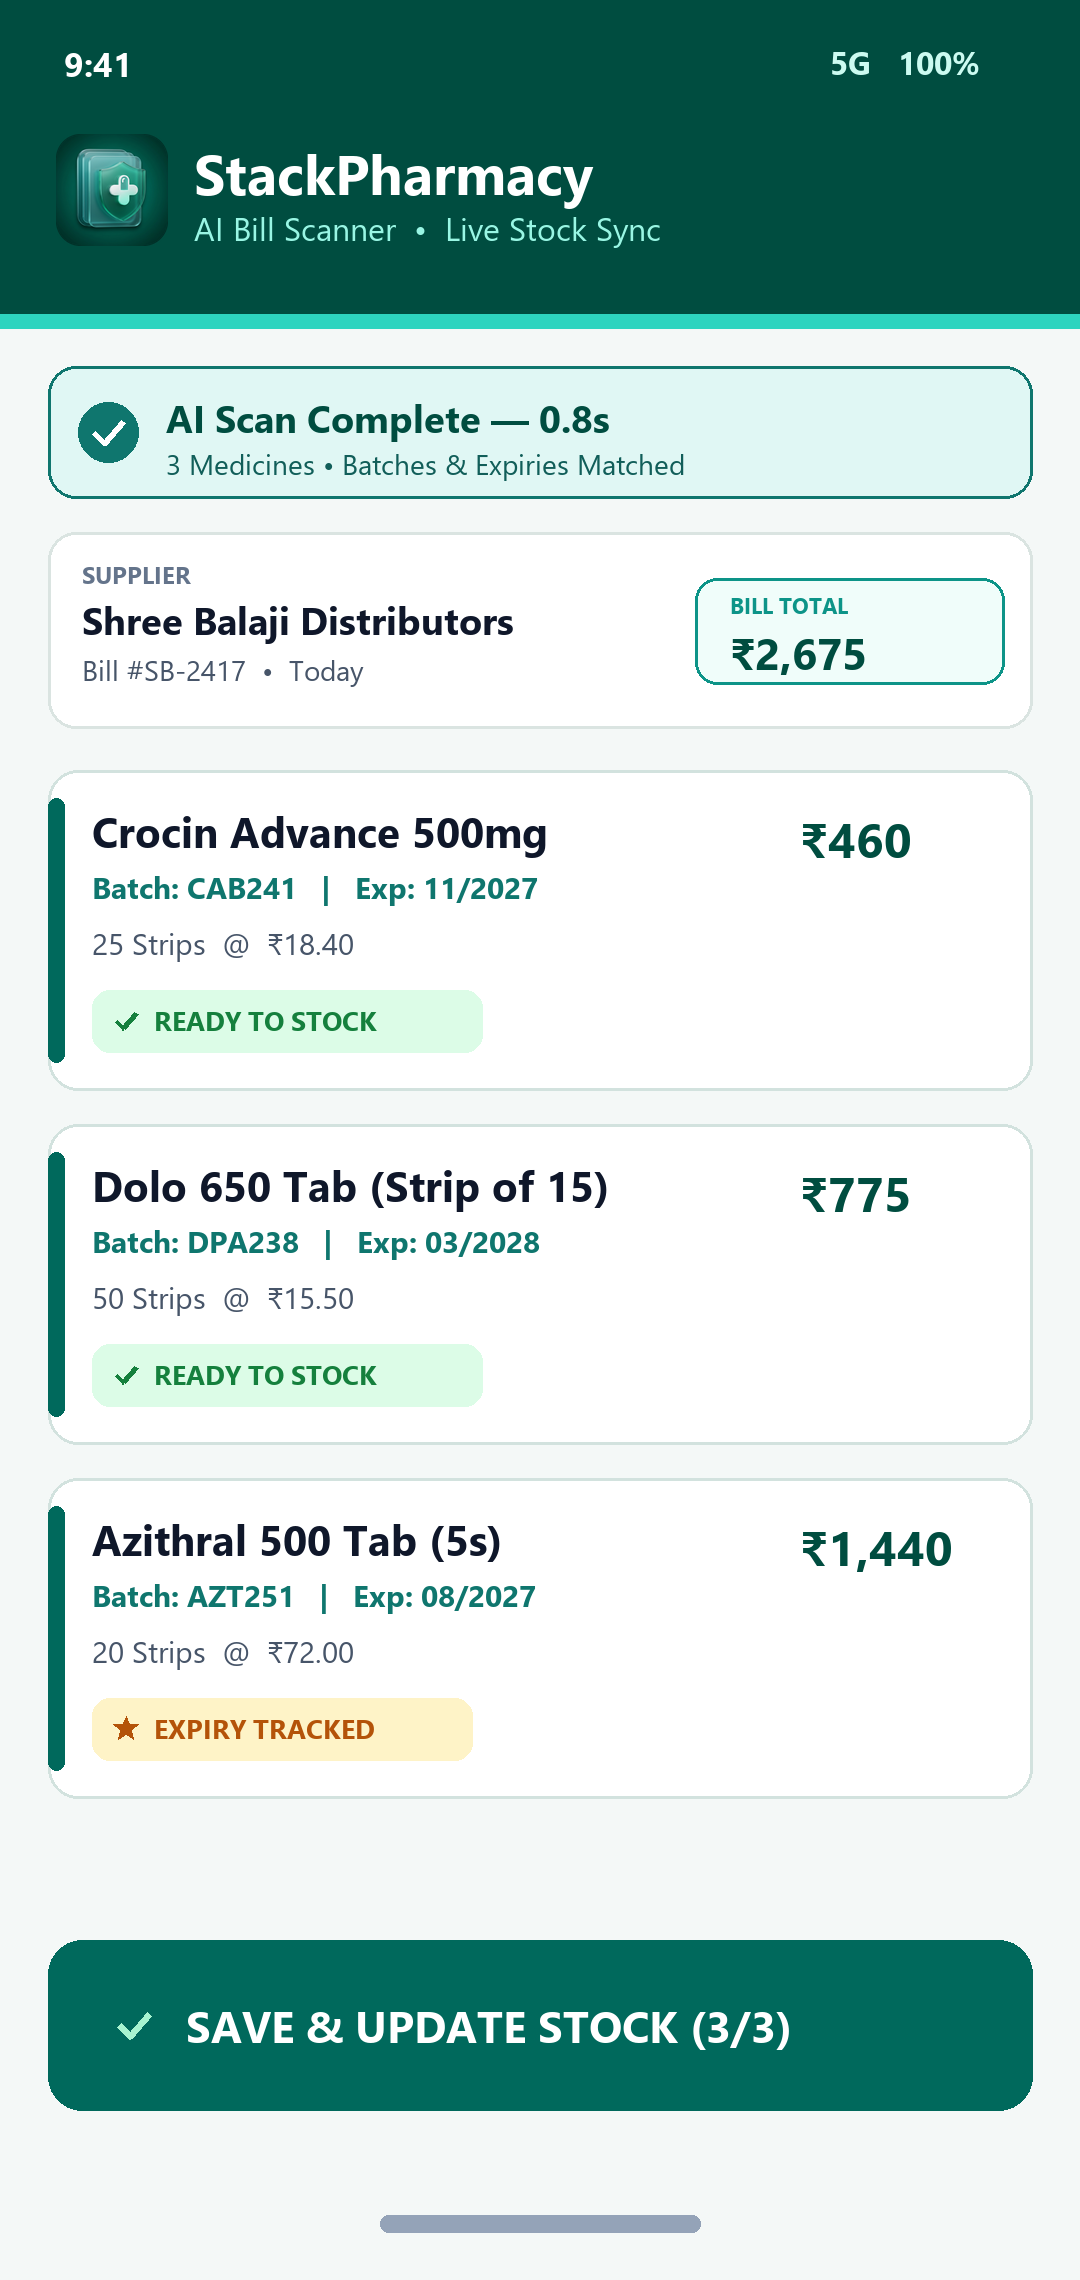 9:41
5G 100%
StackPharmacy
AI Bill Scanner • Live Stock Sync
AI Scan Complete — 0.8s
3 Medicines • Batches & Expiries Matched
SUPPLIER
Shree Balaji Distributors
Bill #SB-2417 • Today
BILL TOTAL
₹2,675
Crocin Advance 500mg
₹460
Batch: CAB241 | Exp: 11/2027
25 Strips @ ₹18.40
READY TO STOCK
Dolo 650 Tab (Strip of 15)
₹775
Batch: DPA238 | Exp: 03/2028
50 Strips @ ₹15.50
READY TO STOCK
Azithral 500 Tab (5s)
₹1,440
Batch: AZT251 | Exp: 08/2027
20 Strips @ ₹72.00
EXPIRY TRACKED
SAVE & UPDATE STOCK (3/3)